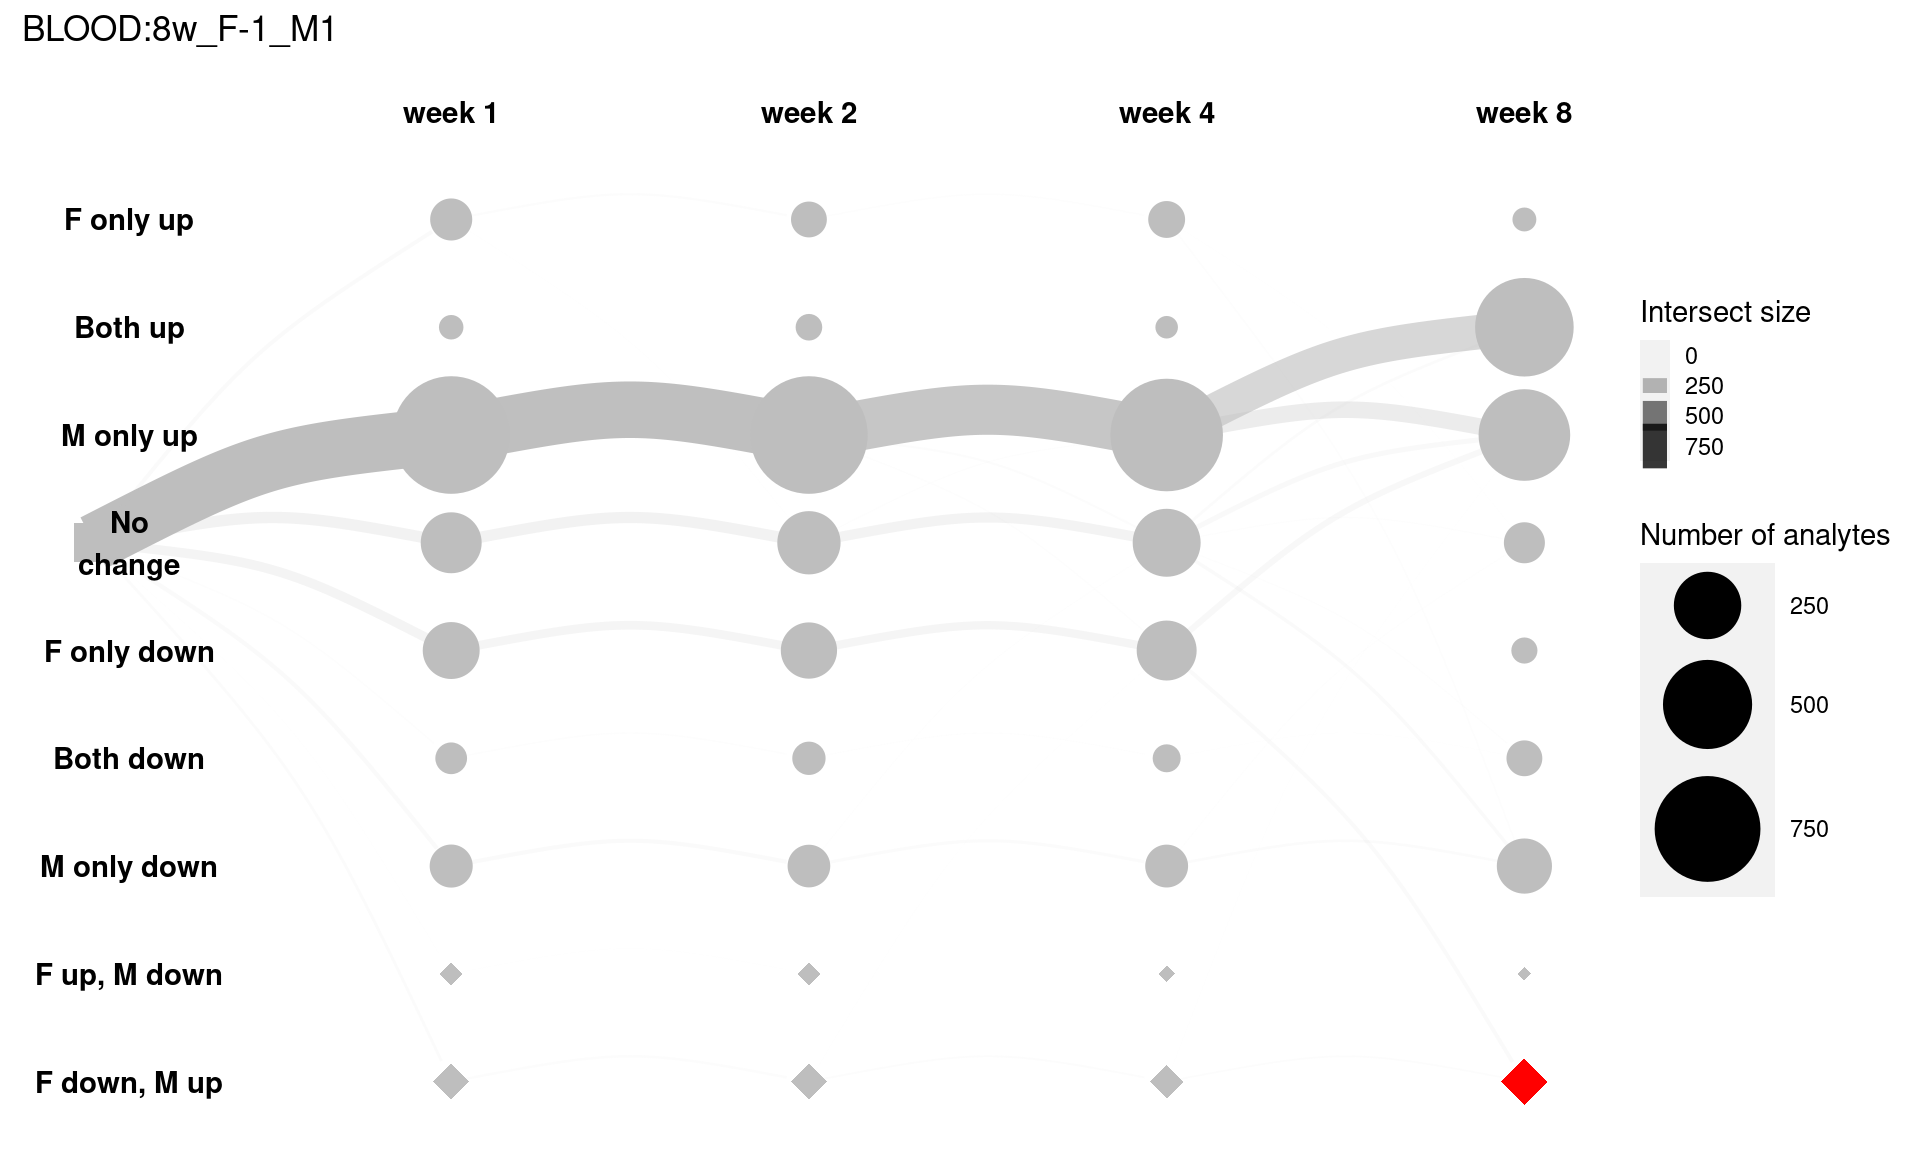 BLOOD:8w_F-1_M1
week 1
week 2
week 4
week 8
F only up
Both up
M only up
No
change
F only down
Both down
M only down
F up, M down
F down, M up
Intersect size
0
250
500
750
Number of analytes
250
500
750